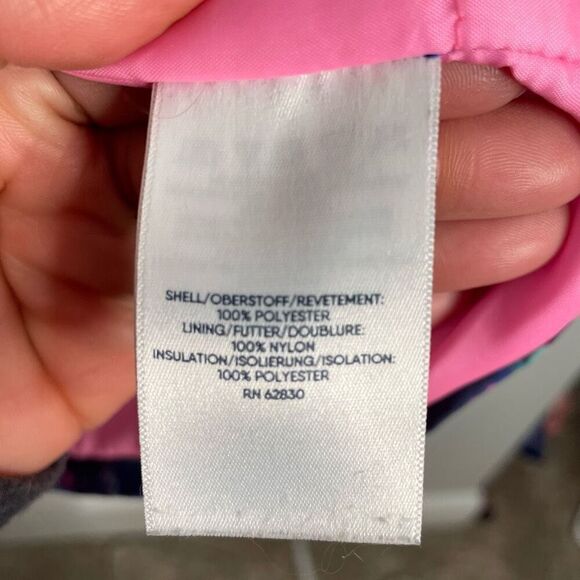 SHELL/OBERSTOFF/REVETEMENT:
100% POLYESTER
LINING/FUTTER/DOUBLURE:
100% NYLON
INSULATION/ISOLIERUNG/ISOLATION:
100% POLYESTER
RN 62830